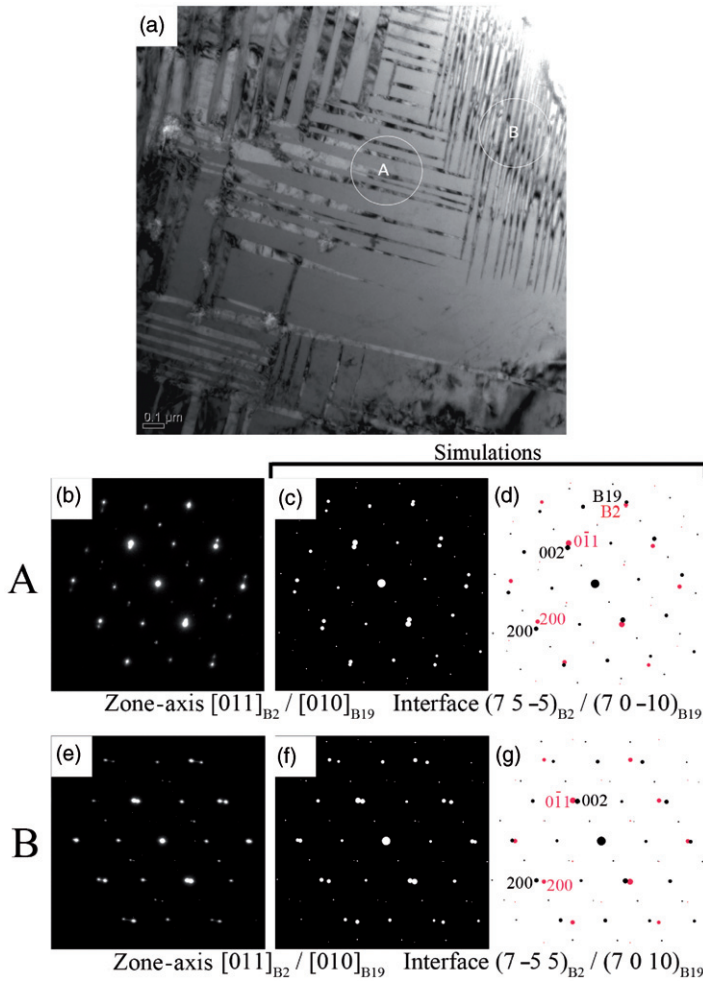 (a)
B
A
0.1 µm
Simulations
(b)
(c)
(d)
B19
B2
01̄1
002
A
200
200
Zone-axis [011]B2 / [010]B19
Interface (7 5 –5)B2 / (7 0 –10)B19
(e)
(f)
(g)
01̄1
002
B
200
200
Zone-axis [011]B2 / [010]B19
Interface (7 –5 5)B2 / (7 0 10)B19